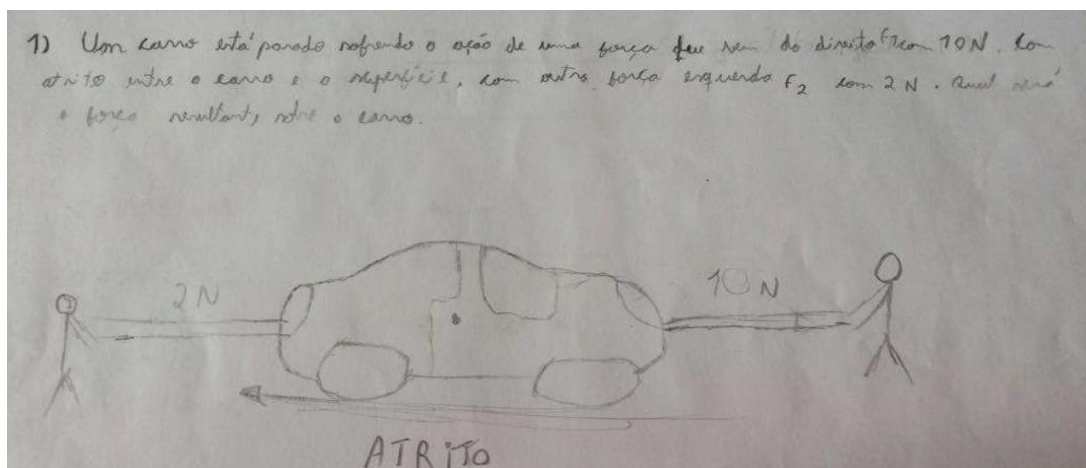 1) Um carro está parado sofrendo a ação de uma força que vem da direita F1 com 10N. Com
atrito entre o carro e a superfície, com outra força esquerda F2 com 2 N. Qual será
a força resultante sobre o carro.
2N
10 N
ATRITO